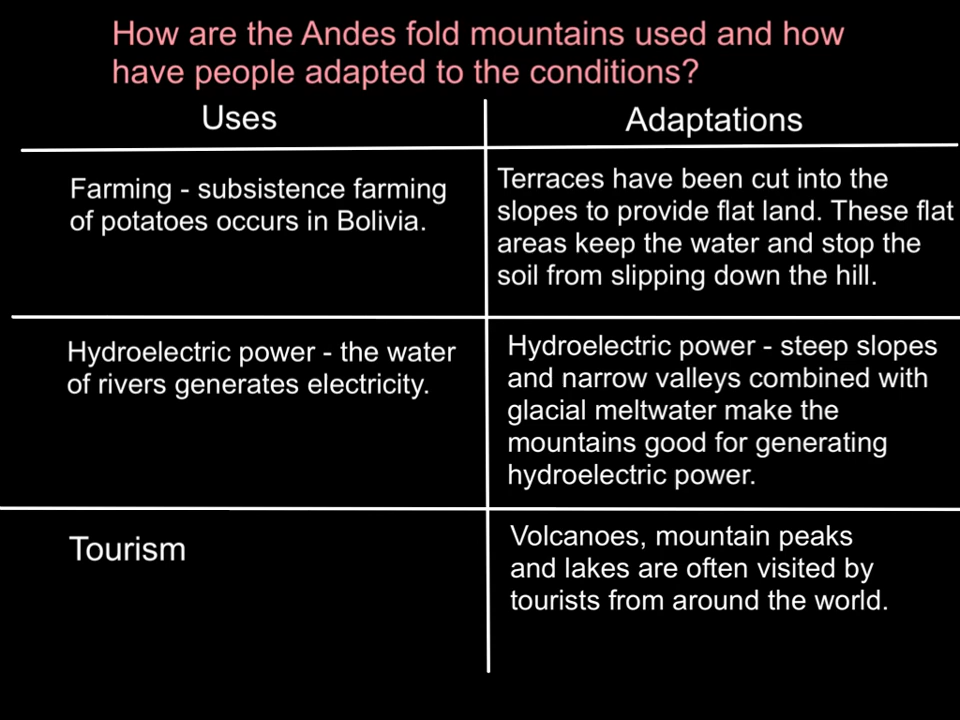 How are the Andes fold mountains used and how
have people adapted to the conditions?
Uses
Adaptations
Farming - subsistence farming
of potatoes occurs in Bolivia.
Terraces have been cut into the
slopes to provide flat land. These flat
areas keep the water and stop the
soil from slipping down the hill.
Hydroelectric power - the water
of rivers generates electricity.
Hydroelectric power - steep slopes
and narrow valleys combined with
glacial meltwater make the
mountains good for generating
hydroelectric power.
Tourism
Volcanoes, mountain peaks
and lakes are often visited by
tourists from around the world.